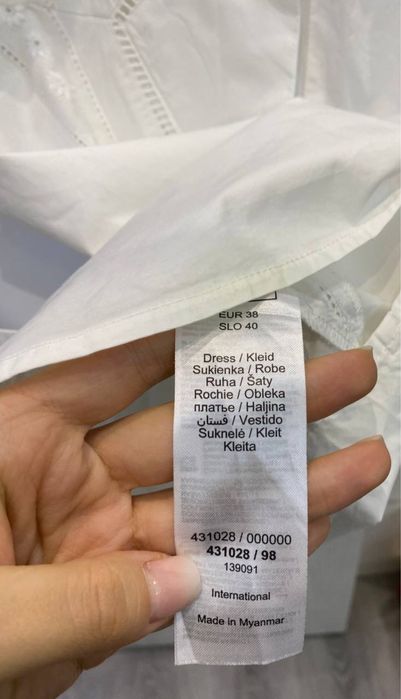 EUR 38
SLO 40
Dress / Kleid
Sukienka / Robe
Ruha / Šaty
Rochie / Obleka
платье / Haljina
فستان / Vestido
Suknelė / Kleit
Kleita
431028 / 000000
431028 / 98
139091
International
Made in Myanmar